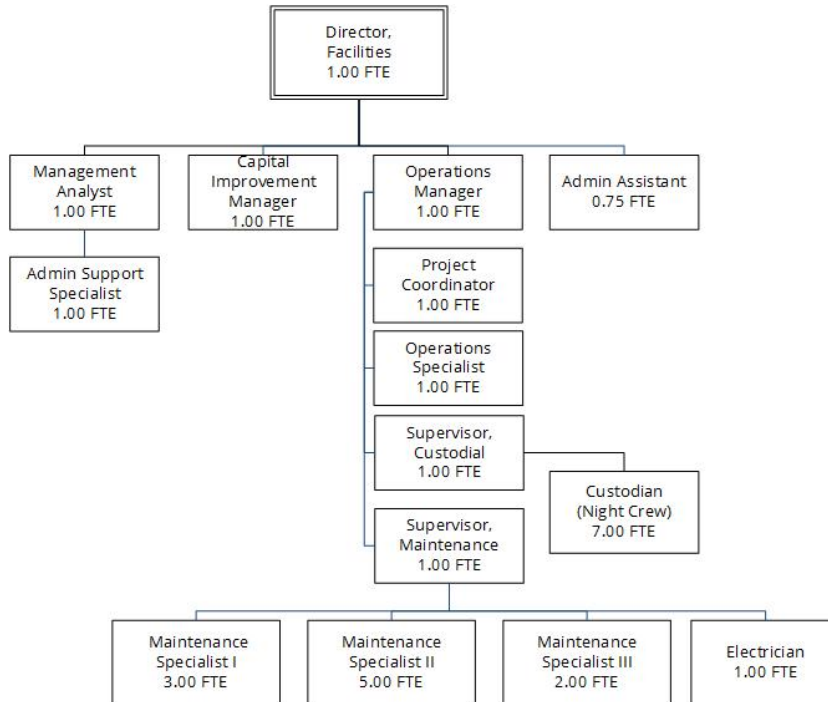 Director,
Facilities
1.00 FTE
Management
Analyst
1.00 FTE
Capital
Improvement
Manager
1.00 FTE
Operations
Manager
1.00 FTE
Admin Assistant
0.75 FTE
Admin Support
Specialist
1.00 FTE
Project
Coordinator
1.00 FTE
Operations
Specialist
1.00 FTE
Supervisor,
Custodial
1.00 FTE
Custodian
(Night Crew)
7.00 FTE
Supervisor,
Maintenance
1.00 FTE
Maintenance
Specialist I
3.00 FTE
Maintenance
Specialist II
5.00 FTE
Maintenance
Specialist III
2.00 FTE
Electrician
1.00 FTE